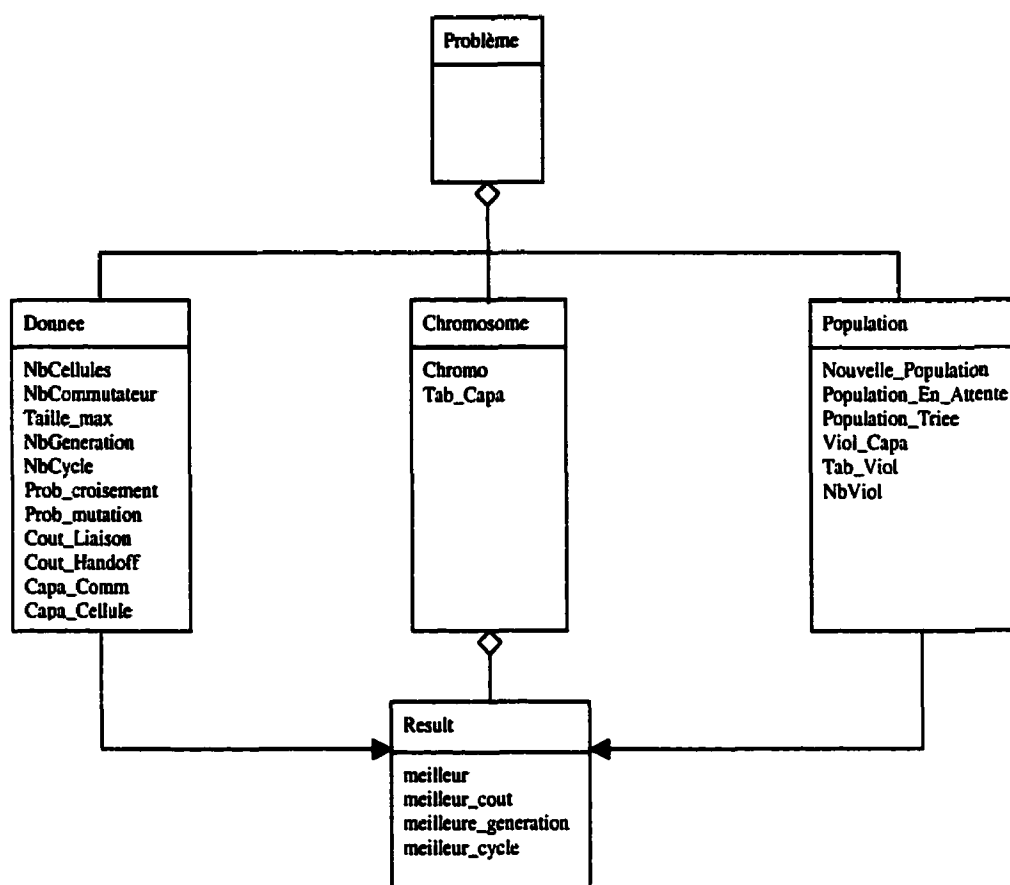 Problème
Donnee
NbCellules
NbCommutateur
Taille_max
NbGeneration
NbCycle
Prob_croisement
Prob_mutation
Cout_Liaison
Cout_Handoff
Capa_Comm
Capa_Cellule
Chromosome
Chromo
Tab_Capa
Population
Nouvelle_Population
Population_En_Attente
Population_Triee
Viol_Capa
Tab_Viol
NbViol
Result
meilleur
meilleur_cout
meilleure_generation
meilleur_cycle